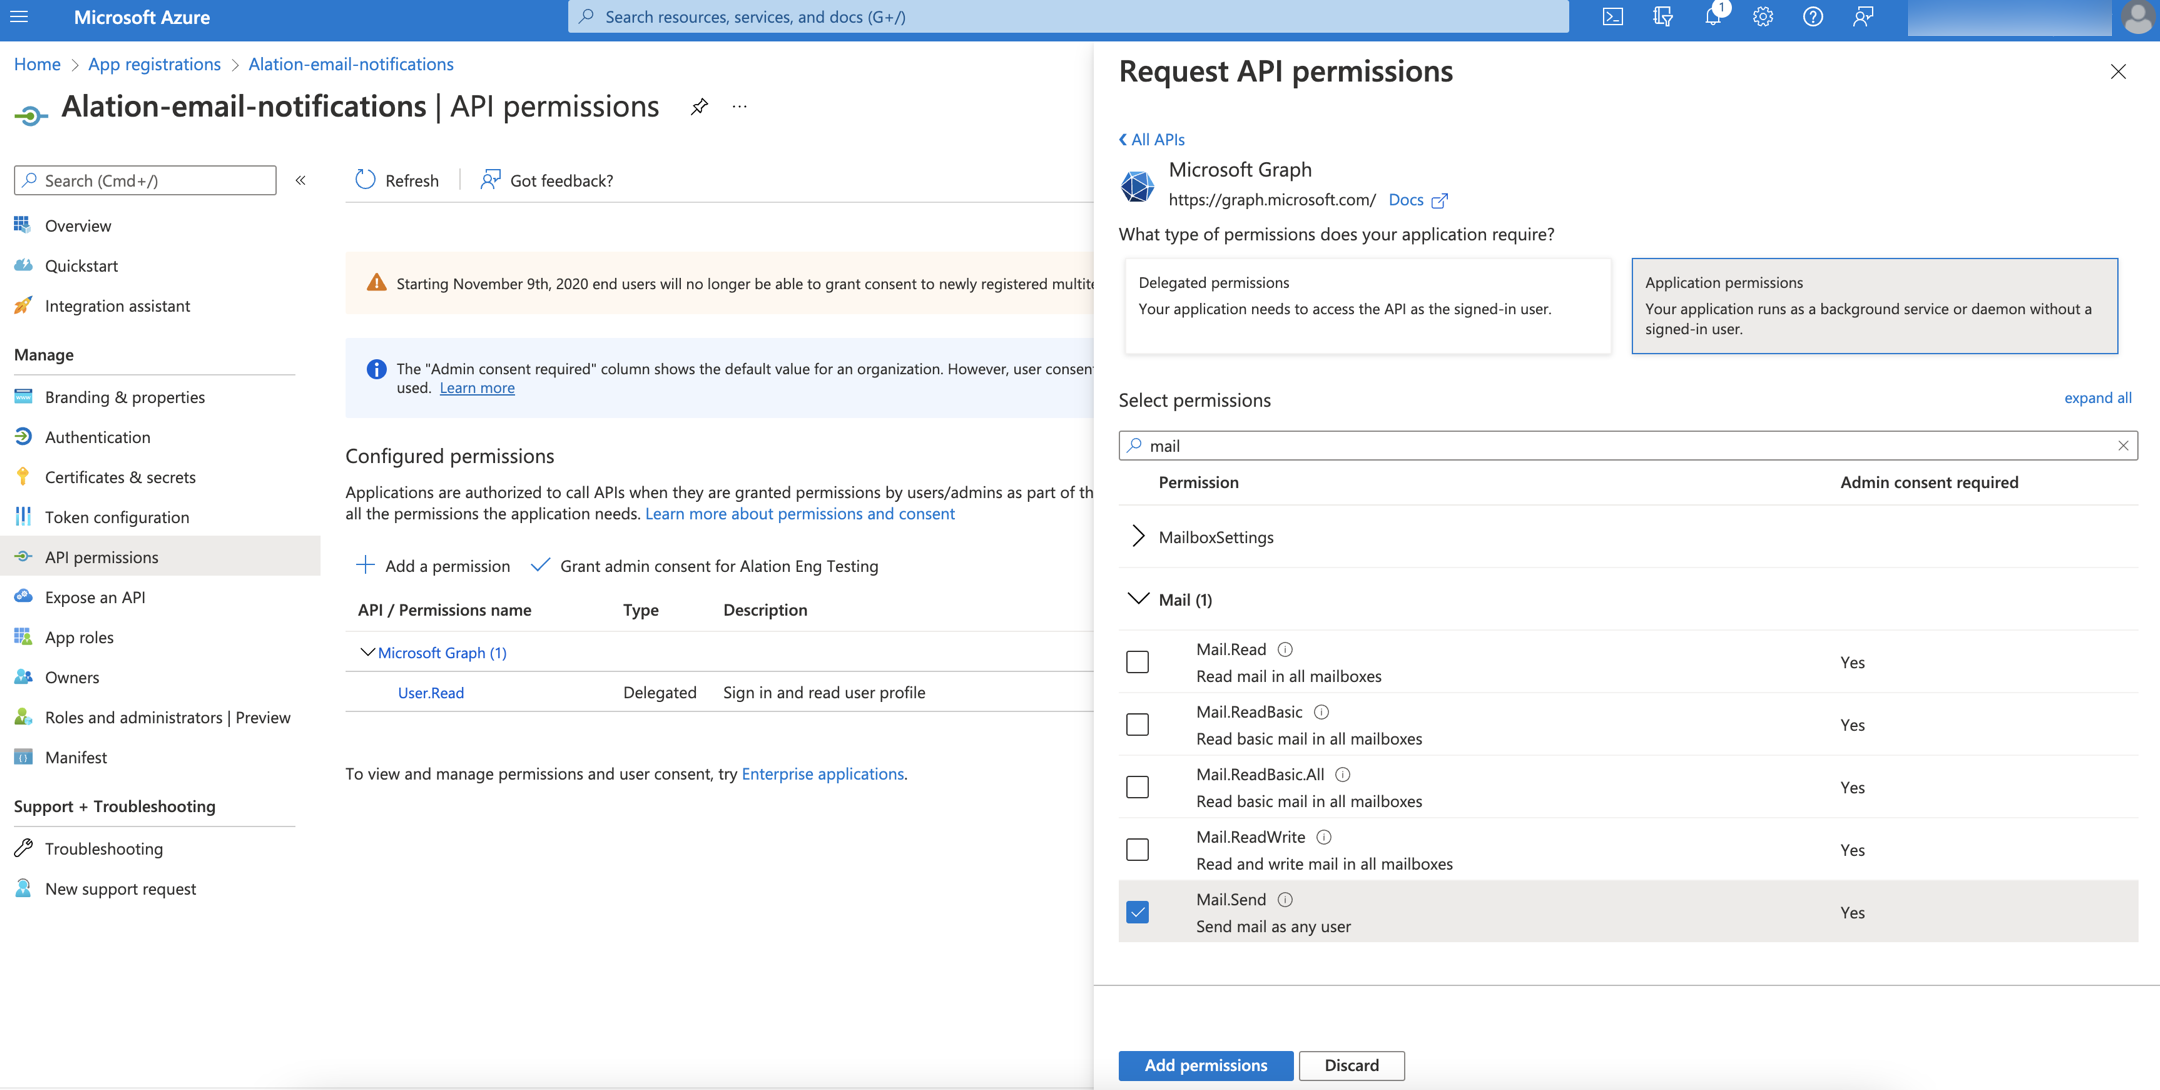 Microsoft Azure
Search resources, services, and docs (G+/)
1
Home > App registrations > Alation-email-notifications
Alation-email-notifications | API permissions
...
Search (Cmd+/)
«
Overview
Quickstart
Integration assistant
Manage
Branding & properties
Authentication
Certificates & secrets
Token configuration
API permissions
Expose an API
App roles
Owners
Roles and administrators | Preview
Manifest
Support + Troubleshooting
Troubleshooting
New support request
Refresh
Got feedback?
Starting November 9th, 2020 end users will no longer be able to grant consent to newly registered multite
The "Admin consent required" column shows the default value for an organization. However, user consen
used. Learn more
Configured permissions
Applications are authorized to call APIs when they are granted permissions by users/admins as part of th
all the permissions the application needs. Learn more about permissions and consent
Add a permission
Grant admin consent for Alation Eng Testing
API / Permissions name
Type
Description
Microsoft Graph (1)
User.Read
Delegated
Sign in and read user profile
To view and manage permissions and user consent, try Enterprise applications.
Request API permissions
All APIs
Microsoft Graph
https://graph.microsoft.com/ Docs
What type of permissions does your application require?
Delegated permissions
Your application needs to access the API as the signed-in user.
Application permissions
Your application runs as a background service or daemon without a
signed-in user.
Select permissions
expand all
mail
Permission
Admin consent required
MailboxSettings
Mail (1)
Mail.Read
Read mail in all mailboxes
Yes
Mail.ReadBasic
Read basic mail in all mailboxes
Yes
Mail.ReadBasic.All
Read basic mail in all mailboxes
Yes
Mail.ReadWrite
Read and write mail in all mailboxes
Yes
Mail.Send
Send mail as any user
Yes
Add permissions
Discard